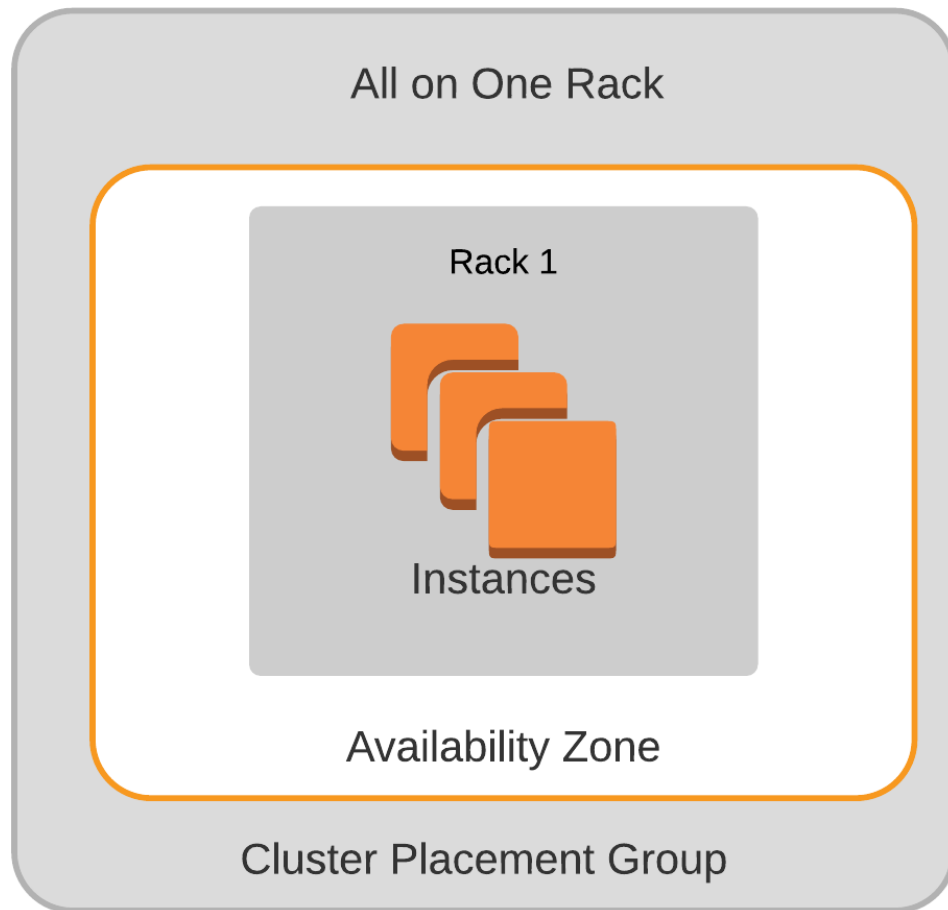 All on One Rack
Rack 1
Instances
Availability Zone
Cluster Placement Group